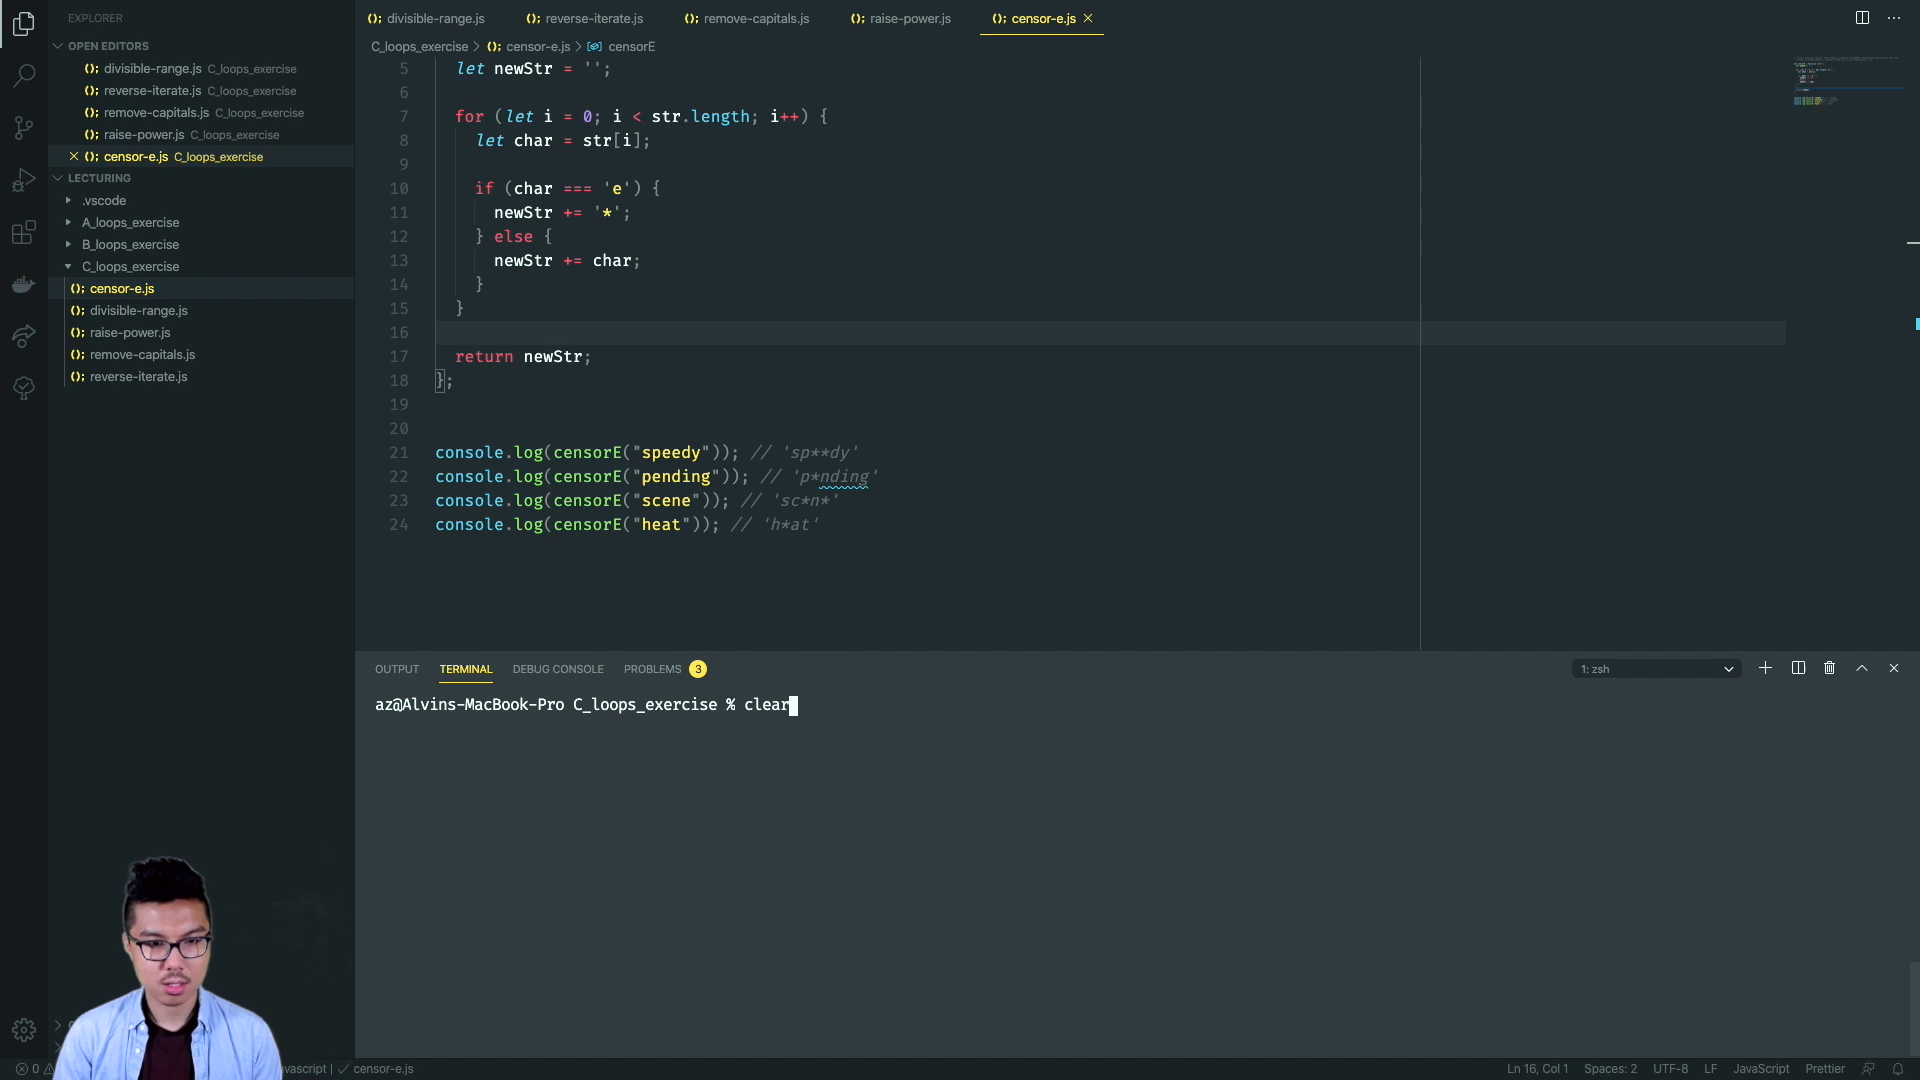 EXPLORER
OPEN EDITORS
divisible-range.js C_loops_exercise
reverse-iterate.js C_loops_exercise
remove-capitals.js C_loops_exercise
raise-power.js C_loops_exercise
censor-e.js C_loops_exercise
LECTURING
.vscode
A_loops_exercise
B_loops_exercise
C_loops_exercise
censor-e.js
divisible-range.js
raise-power.js
remove-capitals.js
reverse-iterate.js
divisible-range.js reverse-iterate.js remove-capitals.js raise-power.js censor-e.js
C_loops_exercise > censor-e.js > censorE
5 let newStr = '';
6
7 for (let i = 0; i < str.length; i++) {
8 let char = str[i];
9
10 if (char === 'e') {
11 newStr += '*';
12 } else {
13 newStr += char;
14 }
15 }
16
17 return newStr;
18 };
19
20
21 console.log(censorE("speedy")); // 'sp**dy'
22 console.log(censorE("pending")); // 'p*nding'
23 console.log(censorE("scene")); // 'sc*n*'
24 console.log(censorE("heat")); // 'h*at'
OUTPUT TERMINAL DEBUG CONSOLE PROBLEMS 3
1: zsh
az@Alvins-MacBook-Pro C_loops_exercise % clear
0
vascript | ✓ censor-e.js
Ln 16, Col 1 Spaces: 2 UTF-8 LF JavaScript Prettier